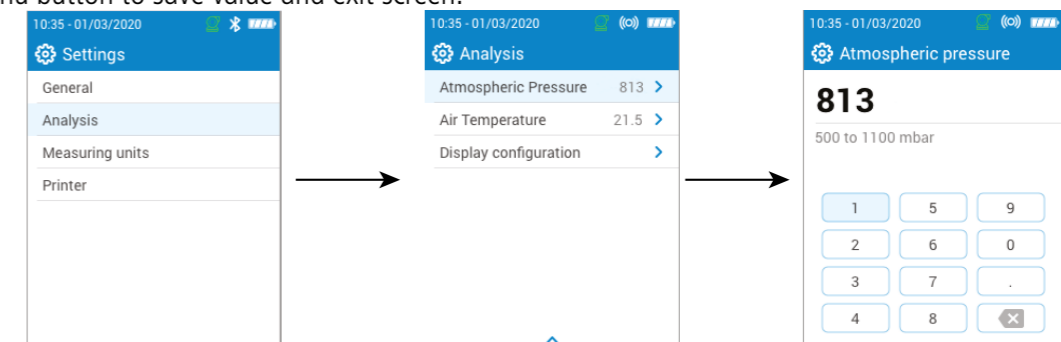 button to save value and exit screen.
10:35 - 01/03/2020
Settings
General
Analysis
Measuring units
Printer
10:35 - 01/03/2020
Analysis
Atmospheric Pressure 813
Air Temperature 21.5
Display configuration
10:35 - 01/03/2020
Atmospheric pressure
813
500 to 1100 mbar
1 5 9
2 6 0
3 7 .
4 8